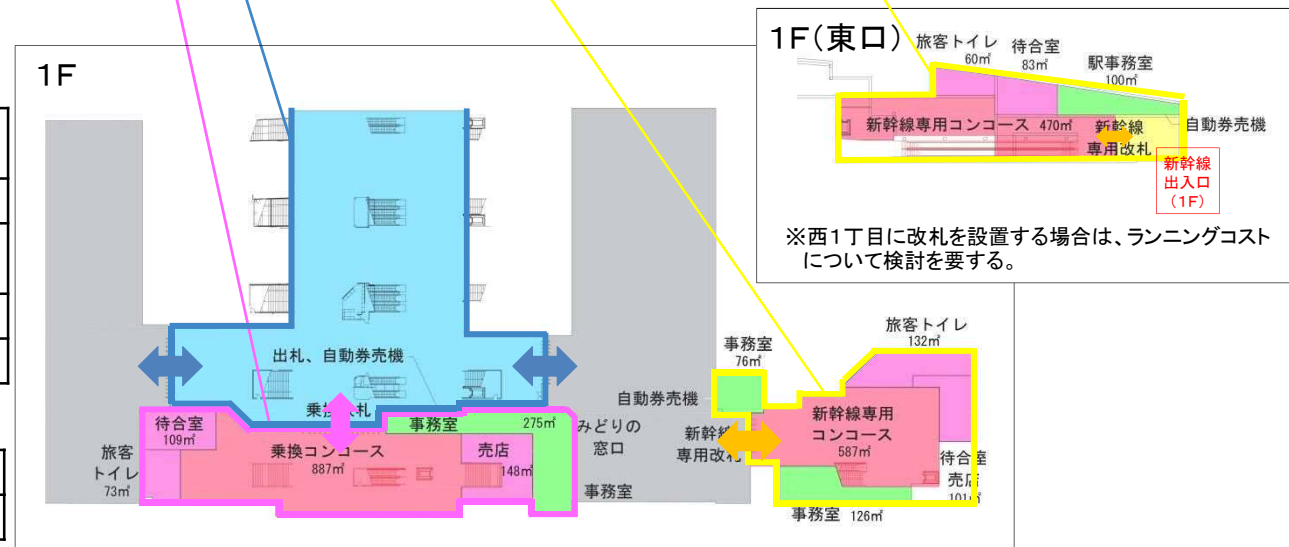 1F
出札、自動券売機
乗換改札
待合室
109㎡
旅客
トイレ
73㎡
乗換コンコース
887㎡
事務室
275㎡
売店
148㎡
みどりの
窓口
事務室
事務室
76㎡
自動券売機
新幹線
専用改札
新幹線専用
コンコース
587㎡
旅客トイレ
132㎡
待合室
売店
101㎡
事務室 126㎡
1F(東口)
旅客トイレ
60㎡
待合室
83㎡
駅事務室
100㎡
新幹線専用コンコース 470㎡
新幹線
専用改札
自動券売機
新幹線
出入口
(1F)
※西1丁目に改札を設置する場合は、ランニングコスト
について検討を要する。